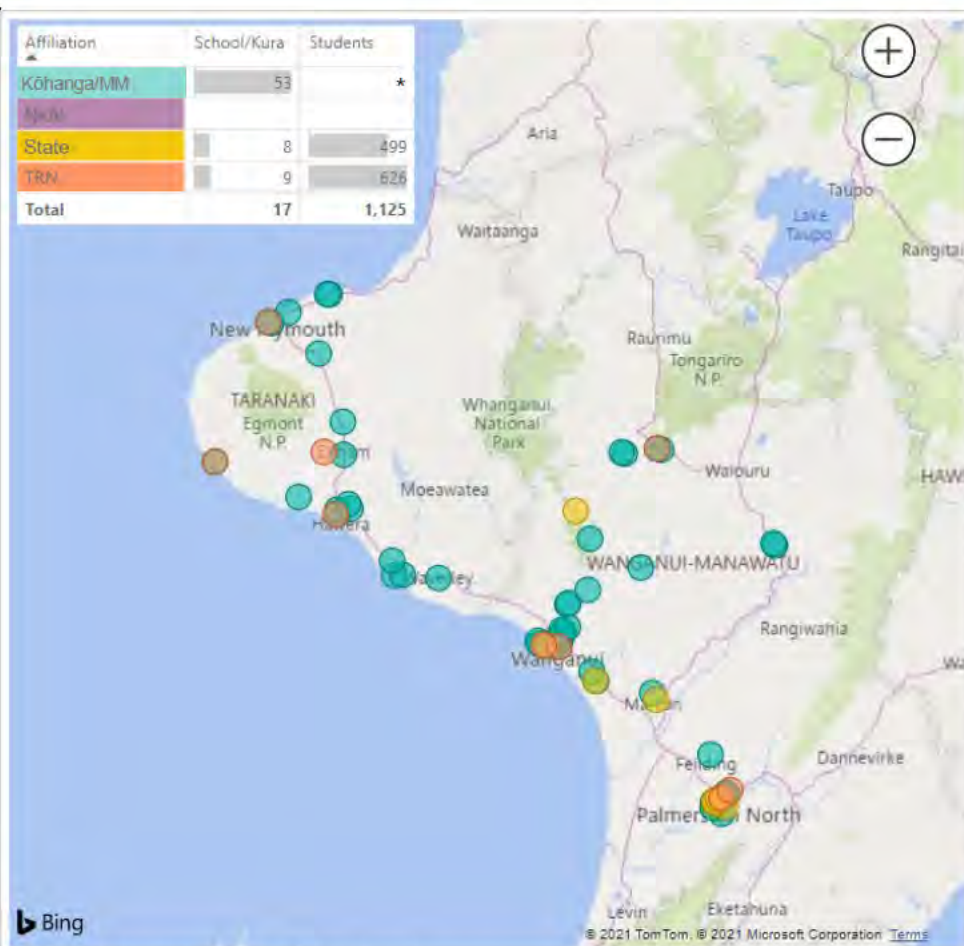 Affiliation School/Kura Students
Kōhanga/MM 53 *
State 8 499
TRN 9 626
Total 17 1,125
Aria
Taupo
Lake
Taupo
Waitaanga
Rangitai
New Plymouth
Raurimu
Tongariro
N.P.
TARANAKI
Egmont
N.P.
Whanganui
National
Park
Waiouru
HAW
Moeawatea
Hawera
WANGANUI-MANAWATU
Waverley
Rangiwahia
Wanganui
Wa
Marton
Dannevirke
Feilding
Palmerston North
Levin
Eketahuna
Bing
© 2021 TomTom, © 2021 Microsoft Corporation Terms